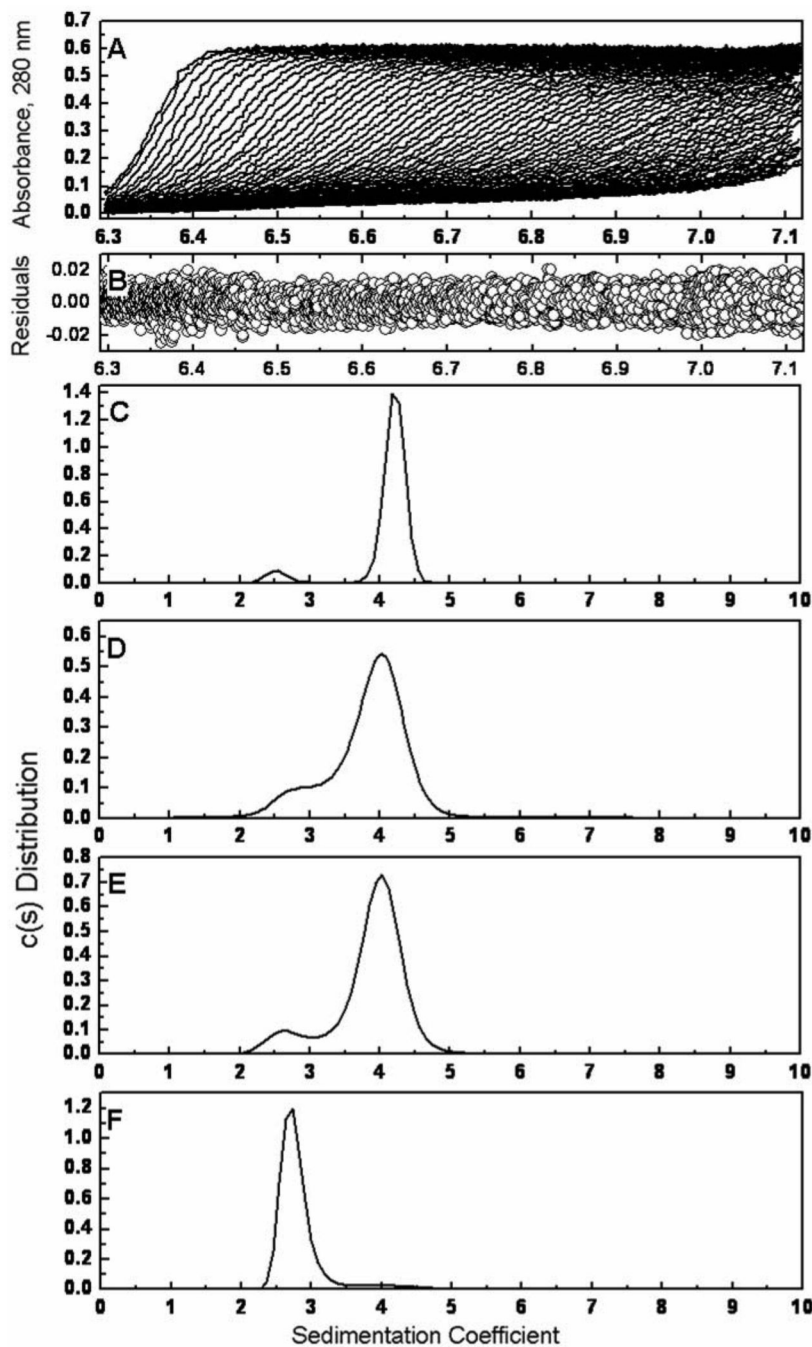 Absorbance, 280 nm
A
0.7
0.6
0.5
0.4
0.3
0.2
0.1
0.0
6.3 6.4 6.5 6.6 6.7 6.8 6.9 7.0 7.1
Residuals
B
0.02
0.00
-0.02
6.3 6.4 6.5 6.6 6.7 6.8 6.9 7.0 7.1
c(s) Distribution
C
1.4
1.2
1.0
0.8
0.6
0.4
0.2
0.0
0 1 2 3 4 5 6 7 8 9 10
D
0.6
0.5
0.4
0.3
0.2
0.1
0.0
0 1 2 3 4 5 6 7 8 9 10
E
0.8
0.7
0.6
0.5
0.4
0.3
0.2
0.1
0.0
0 1 2 3 4 5 6 7 8 9 10
F
1.2
1.0
0.8
0.6
0.4
0.2
0.0
0 1 2 3 4 5 6 7 8 9 10
Sedimentation Coefficient